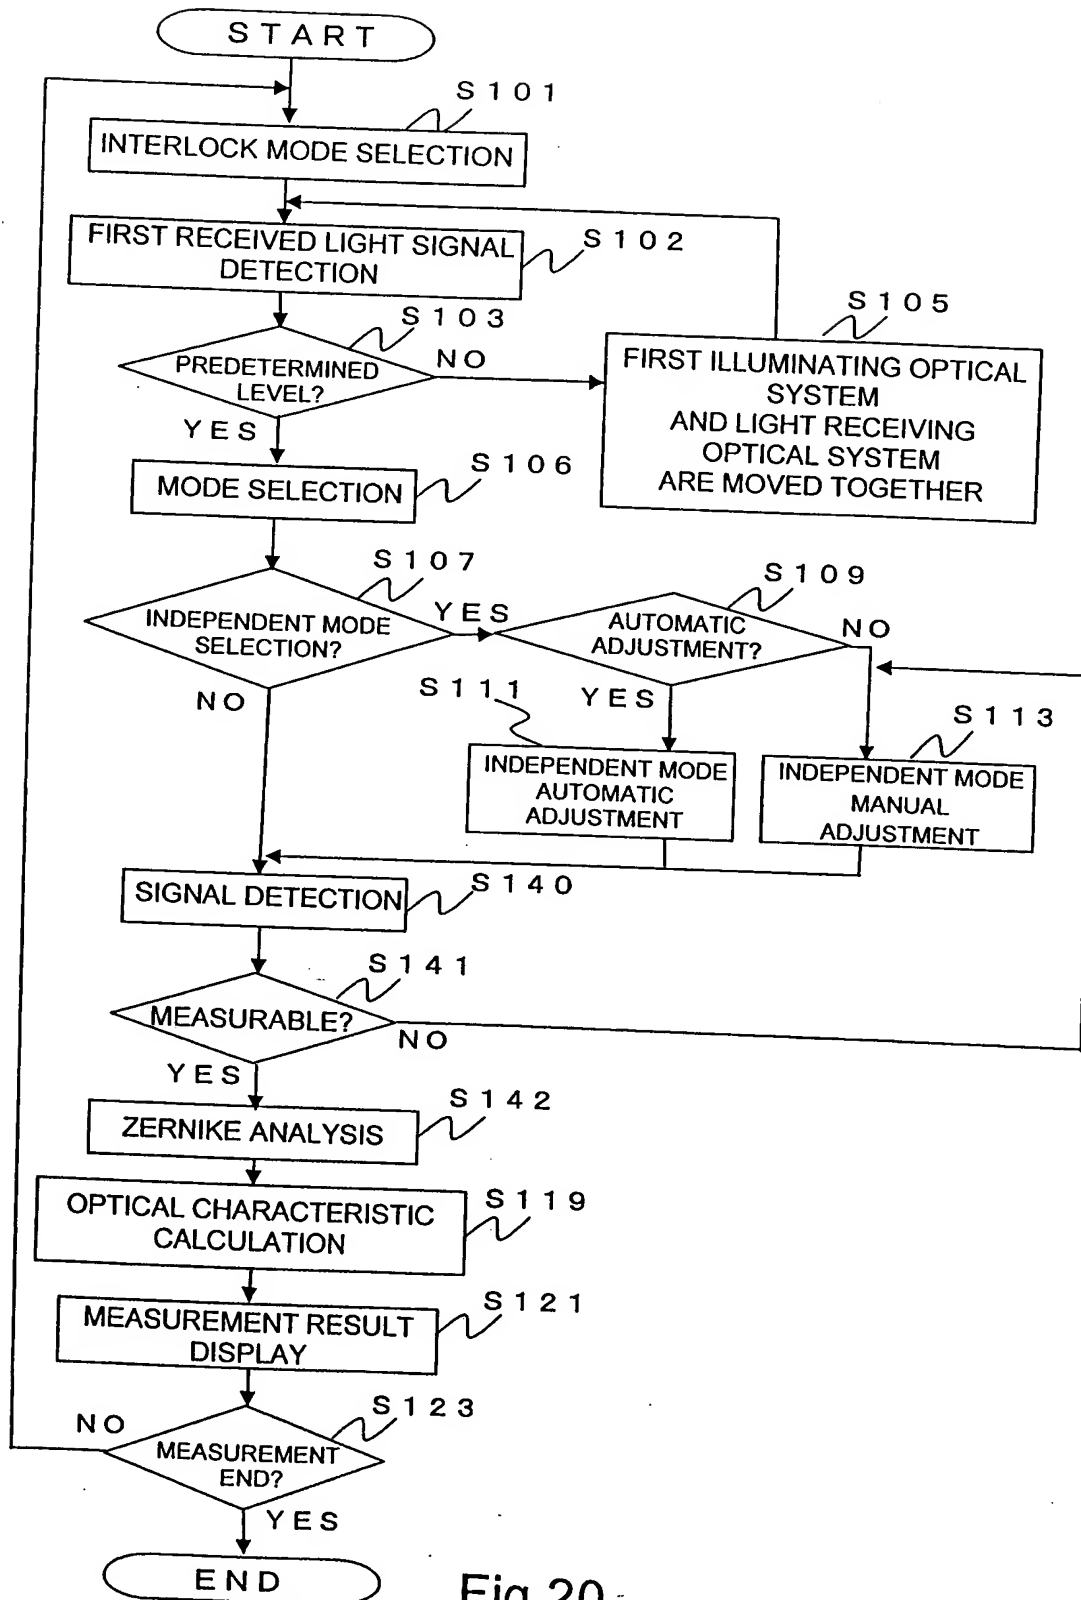 START
S101
INTERLOCK MODE SELECTION
FIRST RECEIVED LIGHT SIGNAL
DETECTION
S102
S103
PREDETERMINED
LEVEL?
NO
YES
S105
FIRST ILLUMINATING OPTICAL
SYSTEM
AND LIGHT RECEIVING
OPTICAL SYSTEM
ARE MOVED TOGETHER
S106
MODE SELECTION
S107
INDEPENDENT MODE
SELECTION?
YES
NO
S109
AUTOMATIC
ADJUSTMENT?
NO
YES
S111
INDEPENDENT MODE
AUTOMATIC
ADJUSTMENT
S113
INDEPENDENT MODE
MANUAL
ADJUSTMENT
SIGNAL DETECTION
S140
S141
MEASURABLE?
NO
YES
S142
ZERNIKE ANALYSIS
OPTICAL CHARACTERISTIC
CALCULATION
S119
S121
MEASUREMENT RESULT
DISPLAY
S123
NO
MEASUREMENT
END?
YES
END
Fig.20